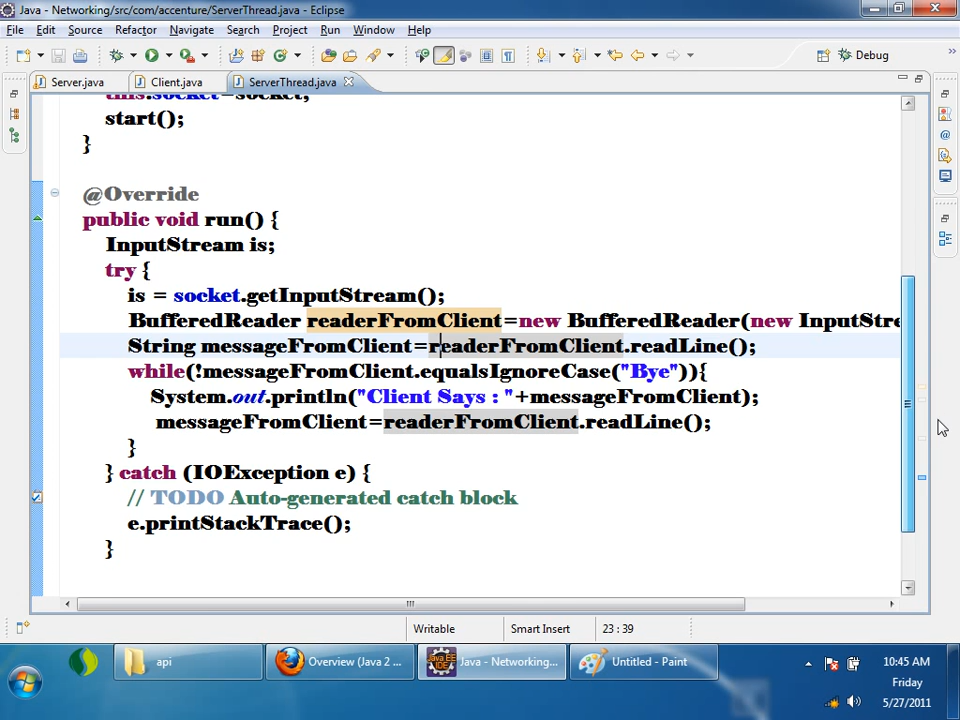 Java - Networking/src/com/accenture/ServerThread.java - Eclipse
File Edit Source Refactor Navigate Search Project Run Window Help
Debug
Server.java Client.java ServerThread.java
this.socket=socket;
start();
}
@Override
public void run() {
InputStream is;
try {
is = socket.getInputStream();
BufferedReader readerFromClient=new BufferedReader(new InputStre
String messageFromClient=readerFromClient.readLine();
while(!messageFromClient.equalsIgnoreCase("Bye")){
System.out.println("Client Says : "+messageFromClient);
messageFromClient=readerFromClient.readLine();
}
} catch (IOException e) {
// TODO Auto-generated catch block
e.printStackTrace();
}
Writable Smart Insert 23 : 39
api Overview (Java 2 ... Java - Networking... Untitled - Paint
10:45 AM
Friday
5/27/2011